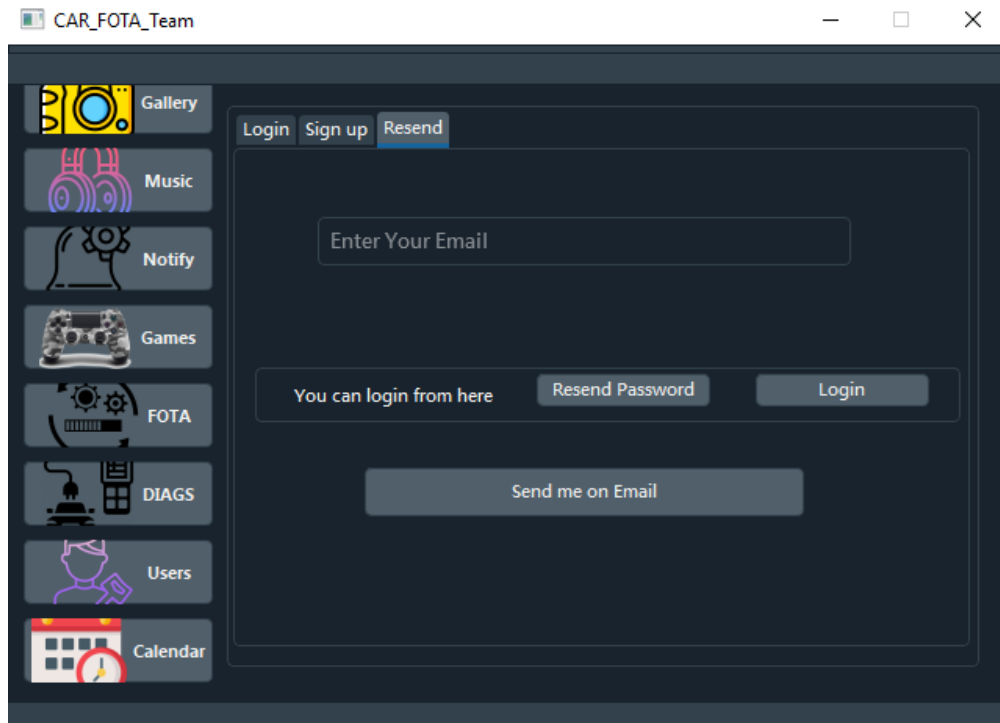 CAR_FOTA_Team
Gallery
Music
Notify
Games
FOTA
DIAGS
Users
Calendar
Login Sign up Resend
Enter Your Email
You can login from here Resend Password Login
Send me on Email